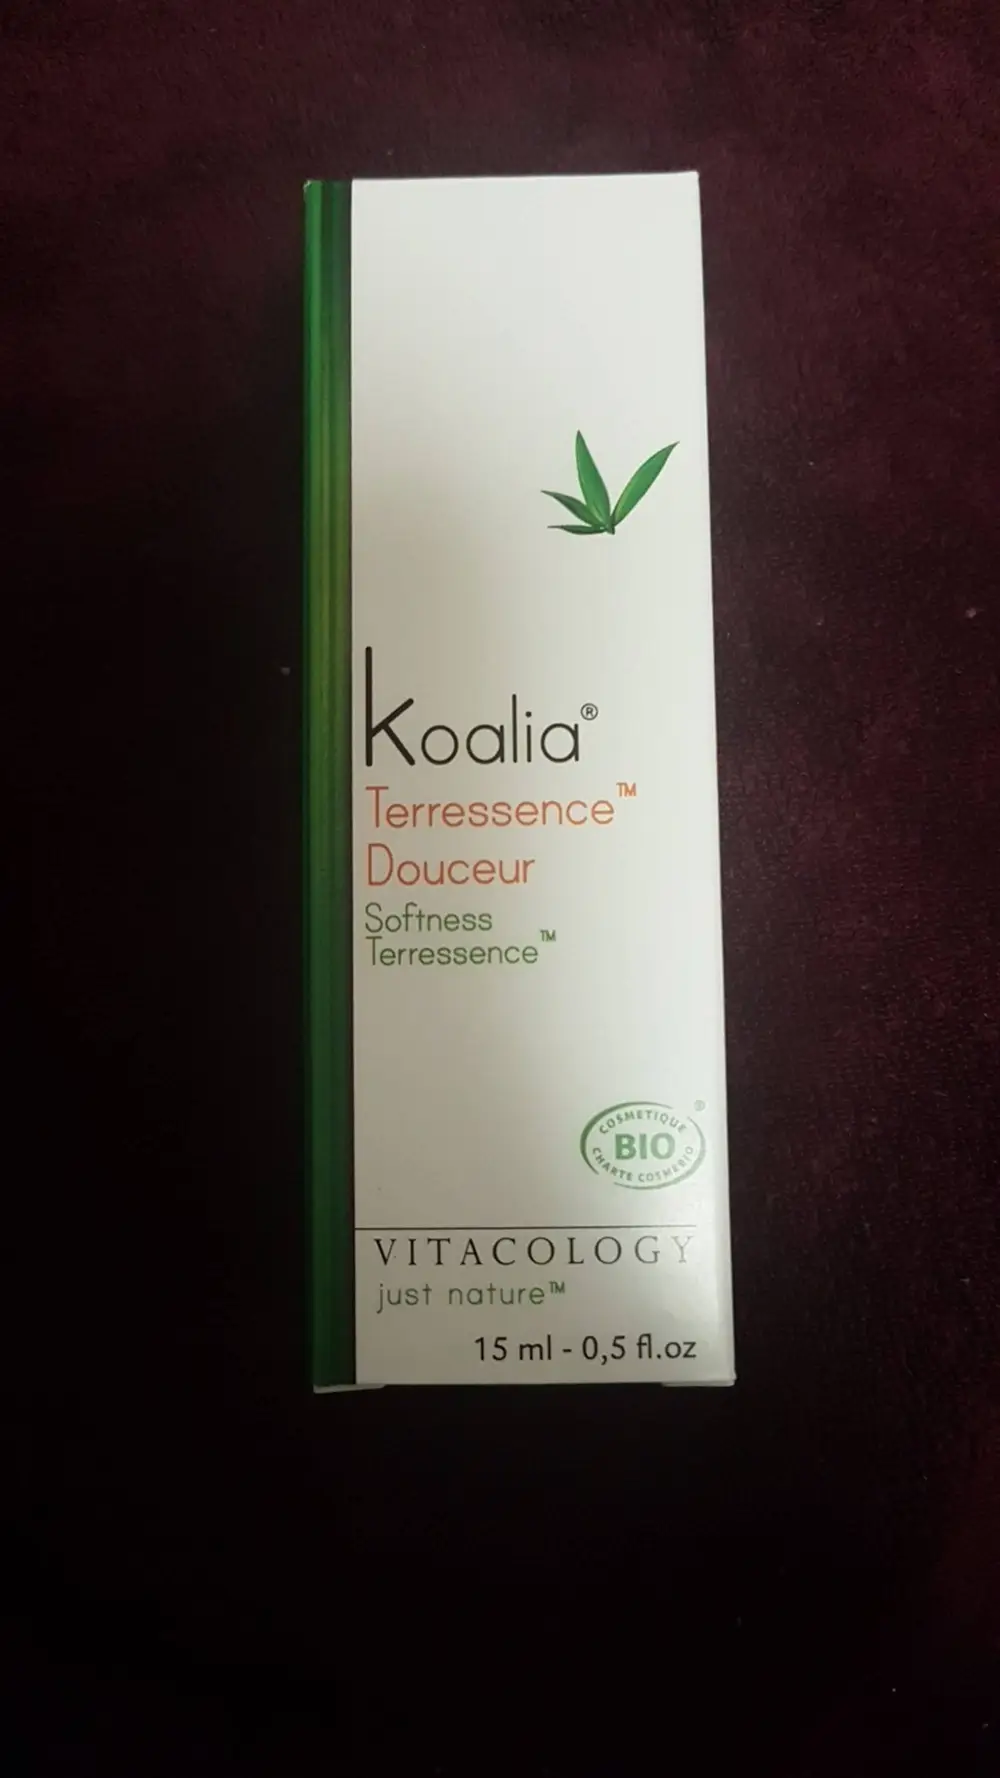 Koalia®
Terressence™
Douceur
Softness
Terressence™
COSMETIQUE ®
BIO
CHARTE COSMEBIO
VITACOLOGY
just nature™
15 ml - 0,5 fl.oz